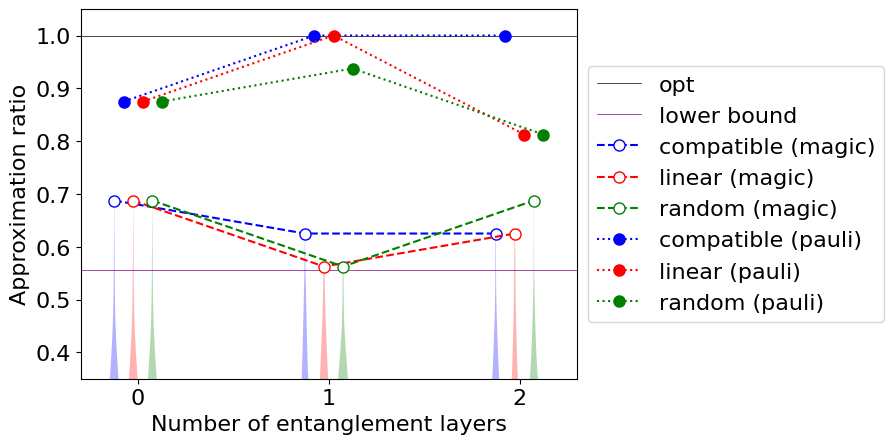 1.0
0.9
0.8
0.7
0.6
0.5
0.4
Approximation ratio
0 1 2
Number of entanglement layers
opt
lower bound
compatible (magic)
linear (magic)
random (magic)
compatible (pauli)
linear (pauli)
random (pauli)